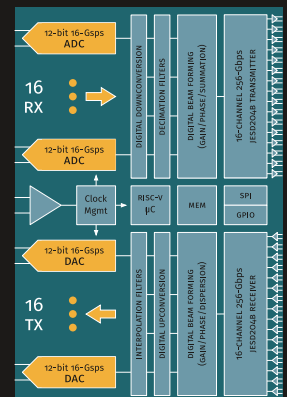 12-bit 16-Gsps
ADC
16
RX
12-bit 16-Gsps
ADC
DIGITAL DOWNCONVERSION
DECIMATION FILTERS
DIGITAL BEAM FORMING
(GAIN/PHASE/SUMMATION)
16-CHANNEL 256-Gbps
JESD204B TRANSMITTER
Clock
Mgmt
RISC-V
µC
MEM
SPI
GPIO
12-bit 16-Gsps
DAC
16
TX
12-bit 16-Gsps
DAC
INTERPOLATION FILTERS
DIGITAL UPCONVERSION
DIGITAL BEAM FORMING
(GAIN/PHASE/DISPERSION)
16-CHANNEL 256-Gbps
JESD204B RECEIVER